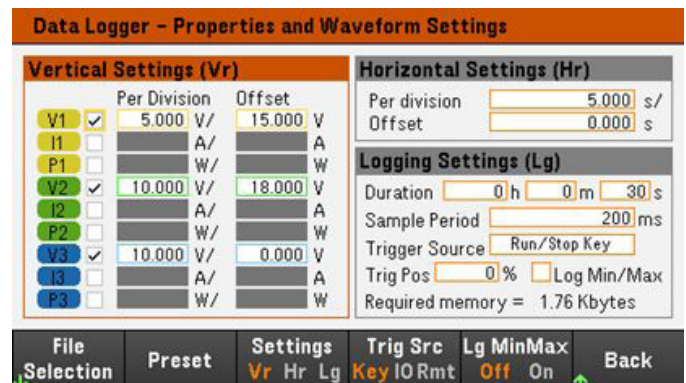 Data Logger – Properties and Waveform Settings
Vertical Settings (Vr)
Per Division Offset
V1 5.000 V/ 15.000 V
I1 A/ A
P1 W/ W
V2 10.000 V/ 18.000 V
I2 A/ A
P2 W/ W
V3 10.000 V/ 0.000 V
I3 A/ A
P3 W/ W
Horizontal Settings (Hr)
Per division 5.000 s/
Offset 0.000 s
Logging Settings (Lg)
Duration 0 h 0 m 30 s
Sample Period 200 ms
Trigger Source Run/Stop Key
Trig Pos 0 % Log Min/Max
Required memory = 1.76 Kbytes
File Selection
Preset
Settings
Vr Hr Lg
Trig Src
Key IO Rmt
Lg MinMax
Off On
Back